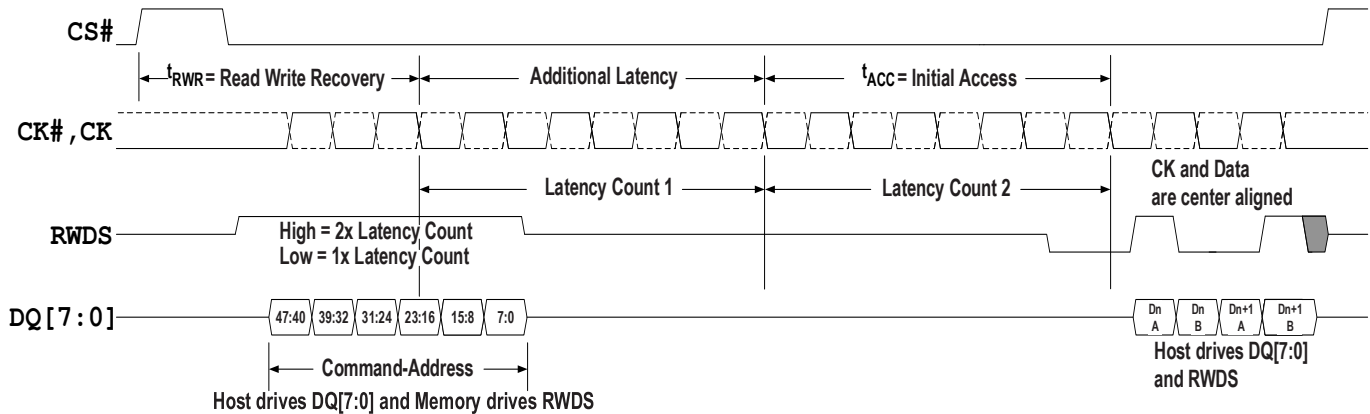 CS#
tRWR = Read Write Recovery
Additional Latency
tACC = Initial Access
CK#,CK
Latency Count 1
Latency Count 2
CK and Data
are center aligned
RWDS
High = 2x Latency Count
Low = 1x Latency Count
DQ[7:0]
47:40 39:32 31:24 23:16 15:8 7:0
Dn A
Dn B
Dn+1 A
Dn+1 B
Command-Address
Host drives DQ[7:0]
and RWDS
Host drives DQ[7:0] and Memory drives RWDS